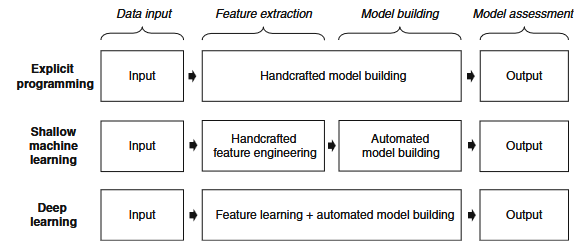 Data input
Feature extraction
Model building
Model assessment
Explicit
programming
Input
Handcrafted model building
Output
Shallow
machine
learning
Input
Handcrafted
feature engineering
Automated
model building
Output
Deep
learning
Input
Feature learning + automated model building
Output